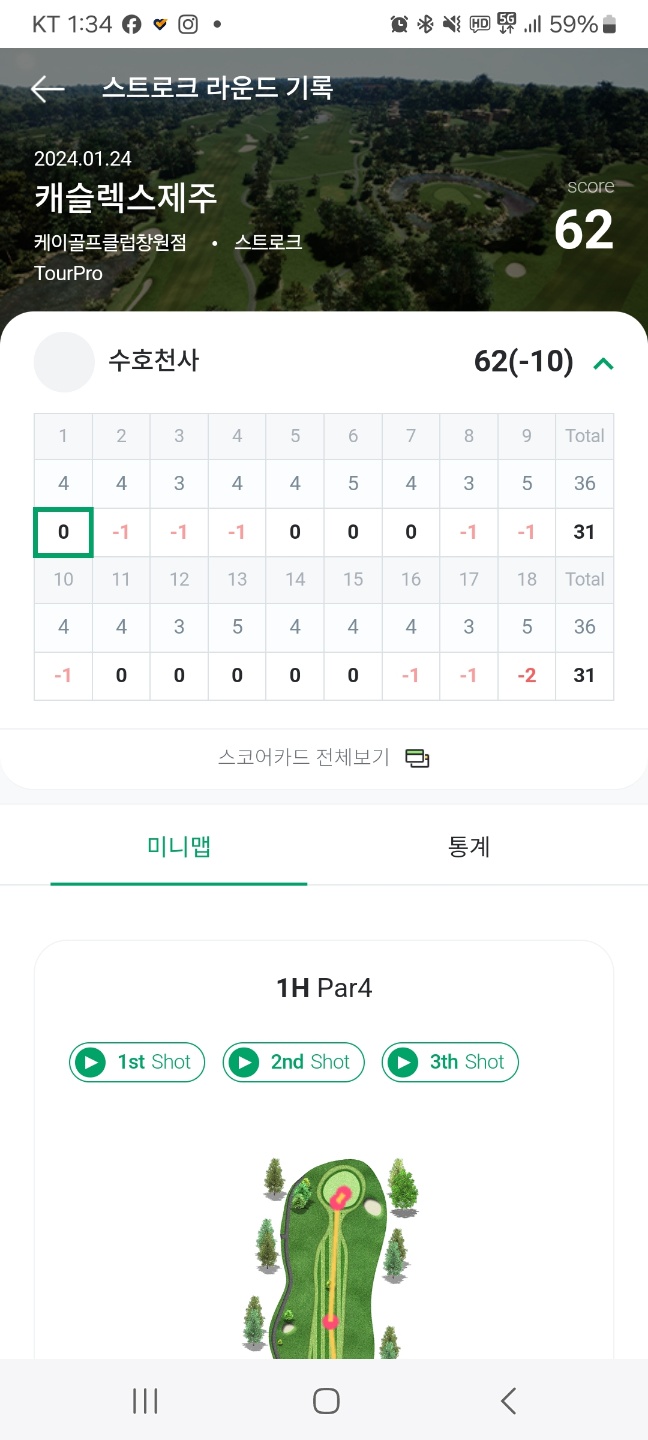 KT 1:34 HD 5G 59%
스트로크 라운드 기록
2024.01.24
캐슬렉스제주
score
62
케이골프클럽창원점 • 스트로크
TourPro
수호천사 62(-10)
1 2 3 4 5 6 7 8 9 Total
4 4 3 4 4 5 4 3 5 36
0 -1 -1 -1 0 0 0 -1 -1 31
10 11 12 13 14 15 16 17 18 Total
4 4 3 5 4 4 4 3 5 36
-1 0 0 0 0 0 -1 -1 -2 31
스코어카드 전체보기
미니맵 통계
1H Par4
1st Shot 2nd Shot 3th Shot